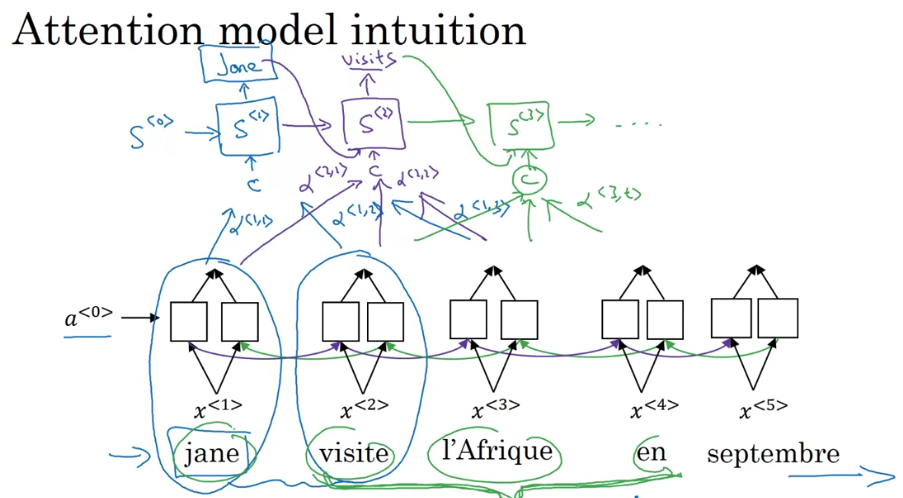 Attention model intuition
Jane visits
S<0> S<1> S<2> S<3> ....
c c c
α<1,1> α<2,1> α<1,2> α<2,2> α<1,3> α<3,t>
a<0>
x<1> x<2> x<3> x<4> x<5>
jane visite l'Afrique en septembre